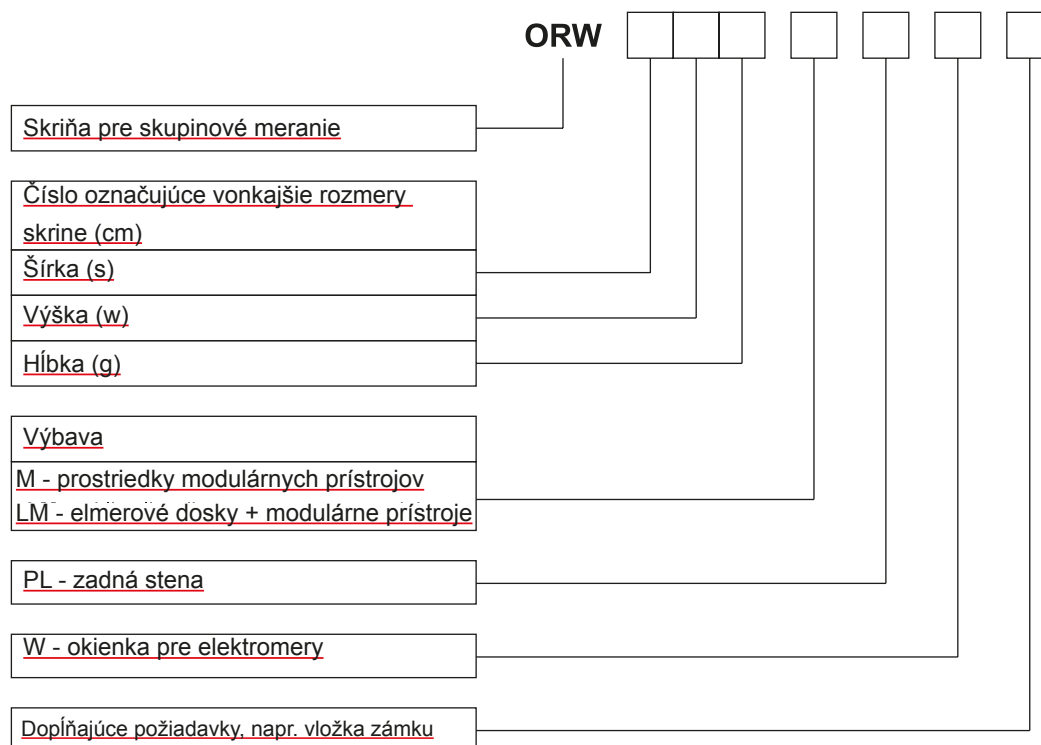 ORW
Skriňa pre skupinové meranie
Číslo označujúce vonkajšie rozmery
skrine (cm)
Šírka (s)
Výška (w)
Hĺbka (g)
Výbava
M - prostriedky modulárnych prístrojov
LM - elmerové dosky + modulárne prístroje
PL - zadná stena
W - okienka pre elektromery
Dopĺňajúce požiadavky, napr. vložka zámku